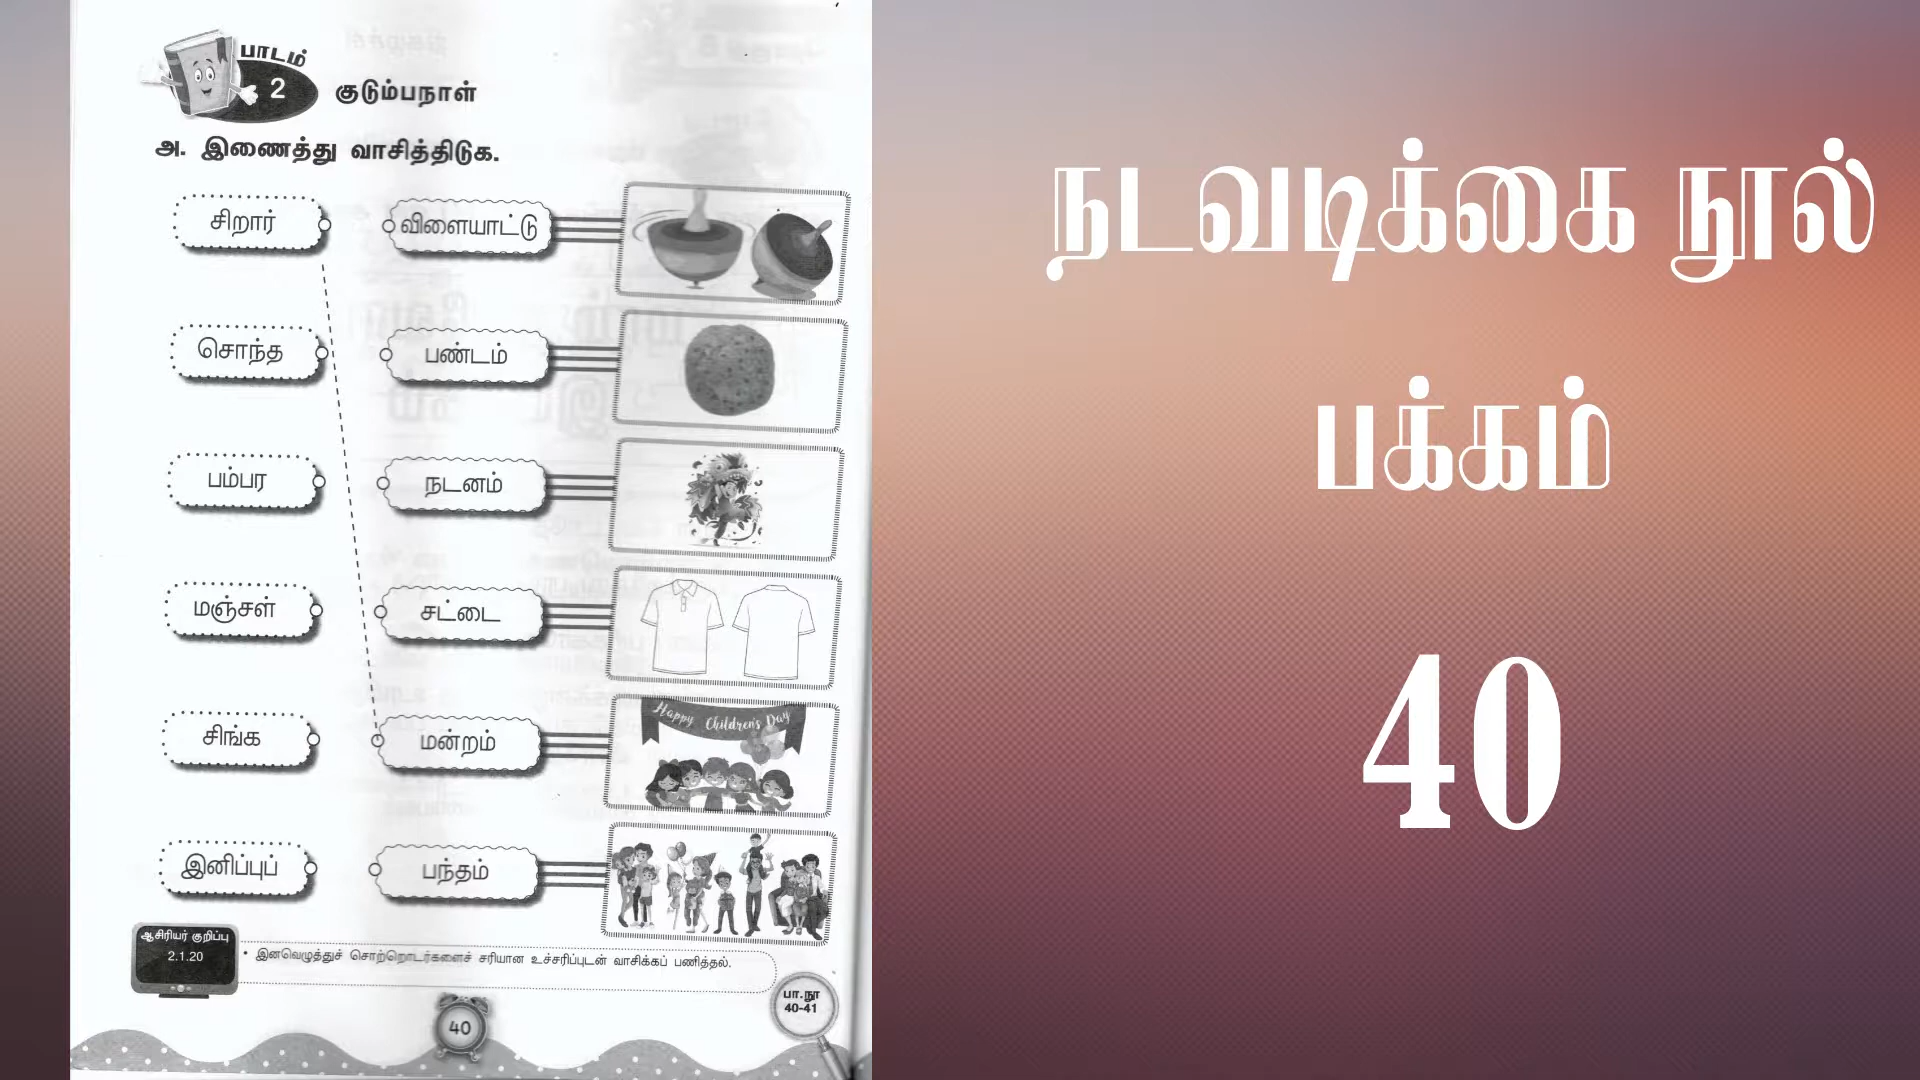 பாடம்
2
குடும்பநாள்
அ. இணைத்து வாசித்திடுக.
சிறார்
விளையாட்டு
சொந்த
பண்டம்
பம்பர
நடனம்
மஞ்சள்
சட்டை
சிங்க
மன்றம்
Happy Children's Day
இனிப்புப்
பந்தம்
ஆசிரியர் குறிப்பு
2.1.20
• இனவெழுத்துச் சொற்றொடர்களைச் சரியான உச்சரிப்புடன் வாசிக்கப் பணித்தல்.
பா.நூ
40-41
40
நடவடிக்கை நூல்
பக்கம்
40